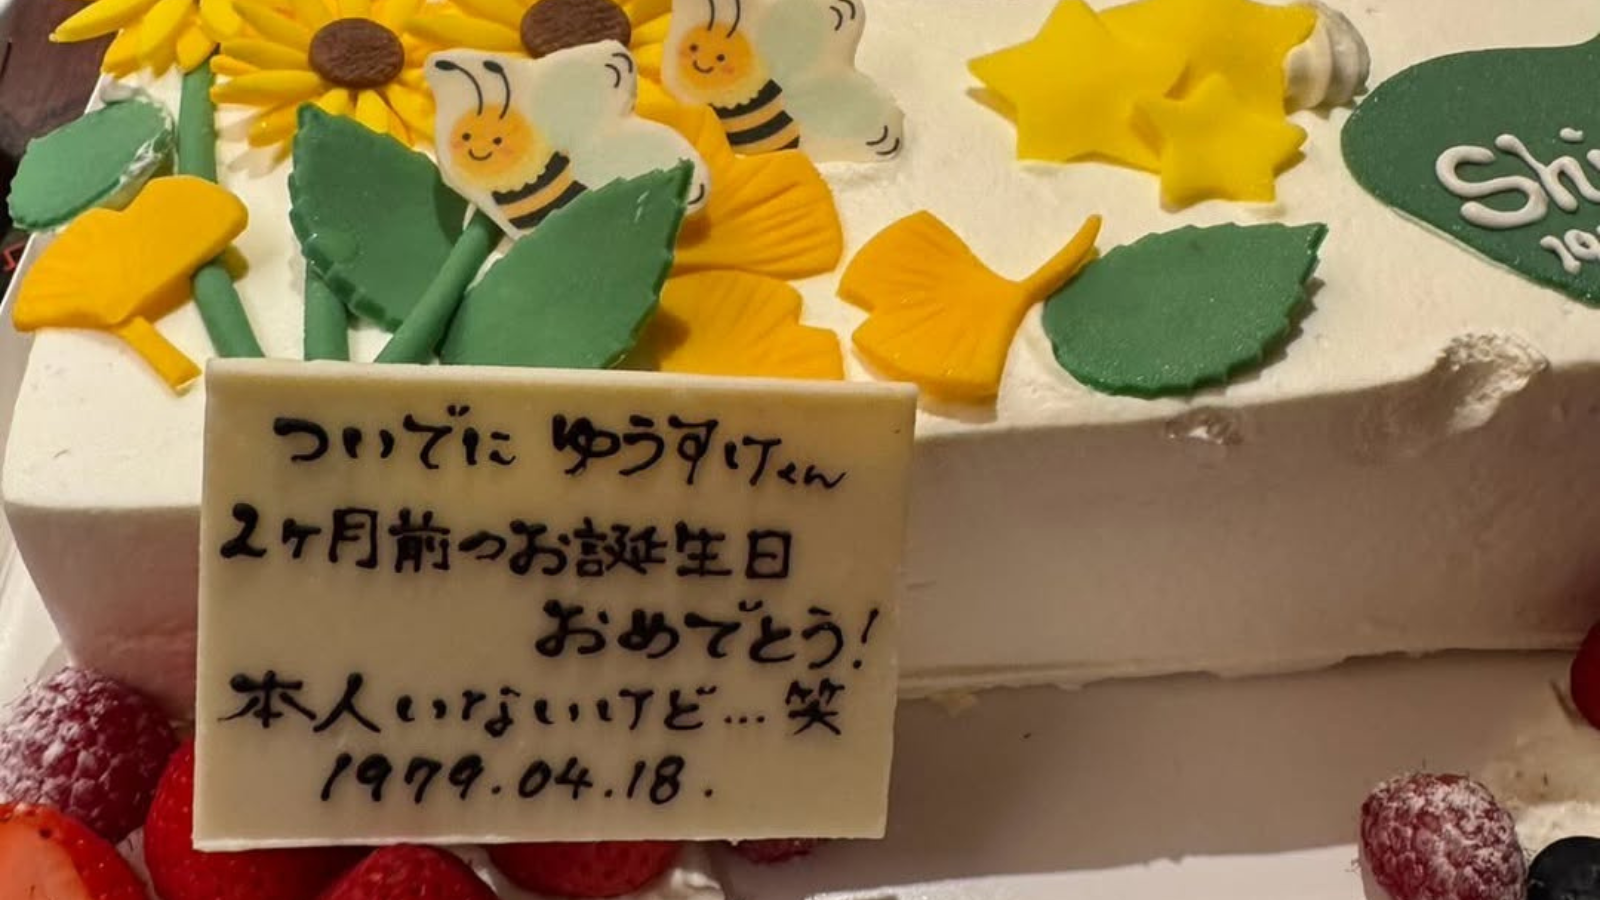 Shi
ついでに ゆうすけくん
2ヶ月前のお誕生日
おめでとう!
本人いないけど...笑
1979.04.18.